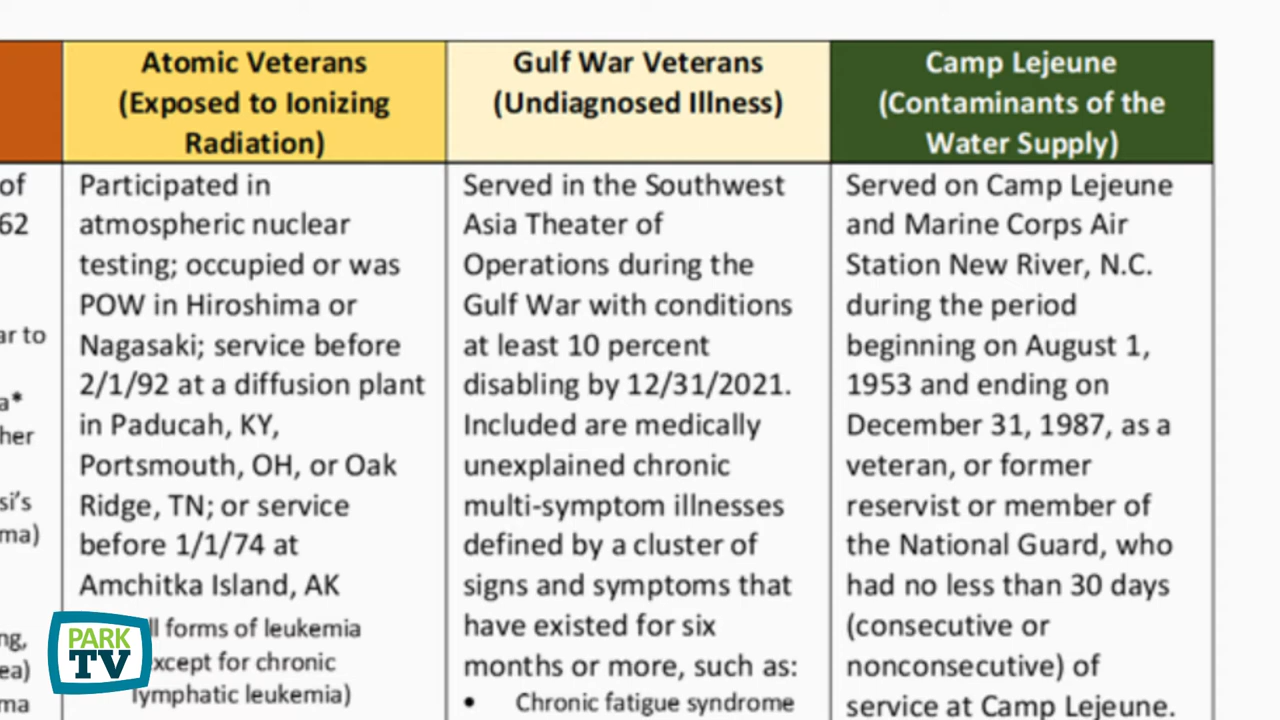 of
62
ar to
a*
her
si's
ma)
ng,
ea)
ma
Atomic Veterans
(Exposed to Ionizing
Radiation)
Participated in
atmospheric nuclear
testing; occupied or was
POW in Hiroshima or
Nagasaki; service before
2/1/92 at a diffusion plant
in Paducah, KY,
Portsmouth, OH, or Oak
Ridge, TN; or service
before 1/1/74 at
Amchitka Island, AK
ll forms of leukemia
xcept for chronic
lymphatic leukemia)
Gulf War Veterans
(Undiagnosed Illness)
Served in the Southwest
Asia Theater of
Operations during the
Gulf War with conditions
at least 10 percent
disabling by 12/31/2021.
Included are medically
unexplained chronic
multi-symptom illnesses
defined by a cluster of
signs and symptoms that
have existed for six
months or more, such as:
• Chronic fatigue syndrome
Camp Lejeune
(Contaminants of the
Water Supply)
Served on Camp Lejeune
and Marine Corps Air
Station New River, N.C.
during the period
beginning on August 1,
1953 and ending on
December 31, 1987, as a
veteran, or former
reservist or member of
the National Guard, who
had no less than 30 days
(consecutive or
nonconsecutive) of
service at Camp Lejeune.
PARK
TV